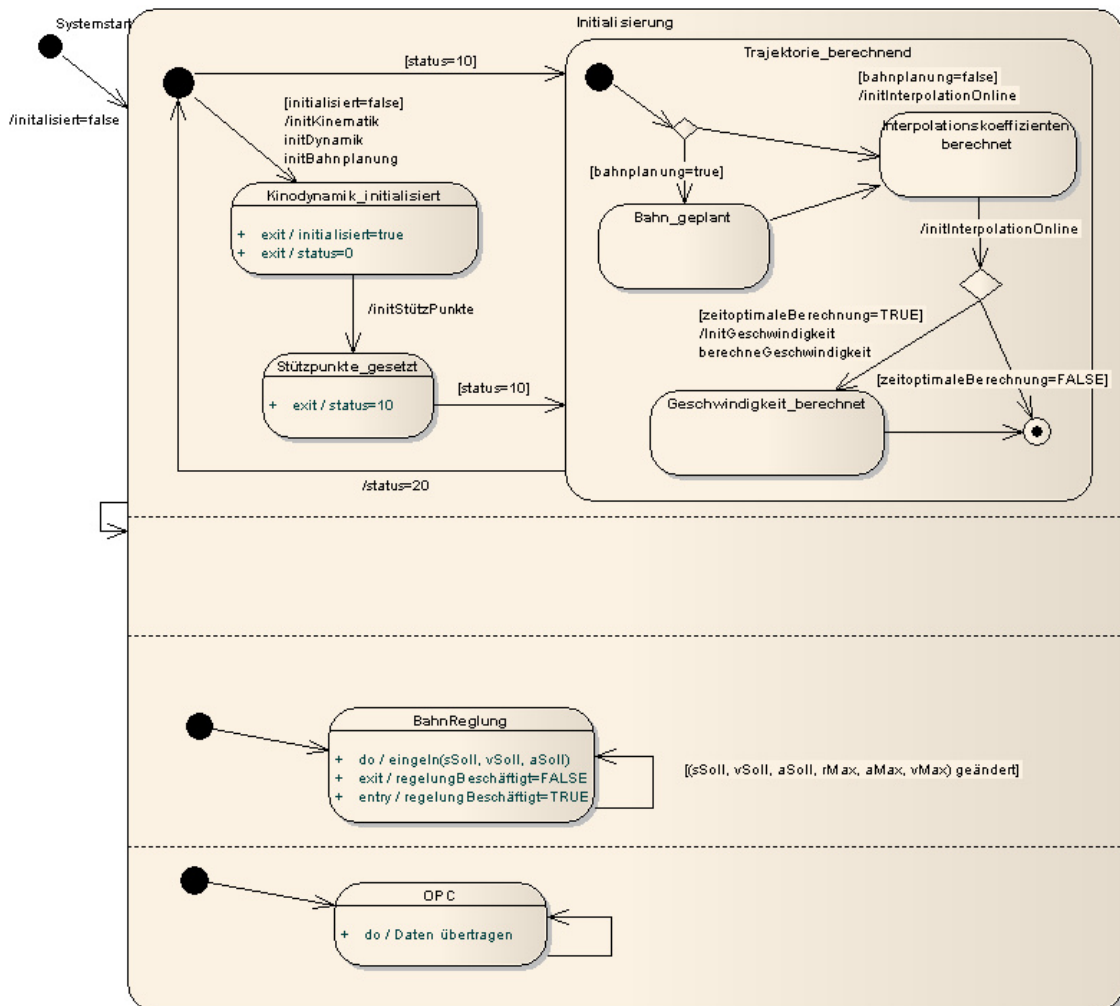 Systemstart
Initialisierung
/initalisiert=false
[status=10]
[initialisiert=false]
/initKinematik
initDynamik
initBahnplanung
Kinodynamik_initialisiert
+ exit / initialisiert=true
+ exit / status=0
/initStützPunkte
Stützpunkte_gesetzt
+ exit / status=10
[status=10]
/status=20
Trajektorie_berechnend
[bahnplanung=false]
/initInterpolationOnline
Interpolationskoeffizienten
berechnet
[bahnplanung=true]
Bahn_geplant
/initInterpolationOnline
[zeitoptimaleBerechnung=TRUE]
/InitGeschwindigkeit
berechneGeschwindigkeit
[zeitoptimaleBerechnung=FALSE]
Geschwindigkeit_berechnet
BahnReglung
+ do / eingeln(sSoll, vSoll, aSoll)
+ exit / regelungBeschäftigt=FALSE
+ entry / regelungBeschäftigt=TRUE
[(sSoll, vSoll, aSoll, rMax, aMax, vMax) geändert]
OPC
+ do / Daten übertragen